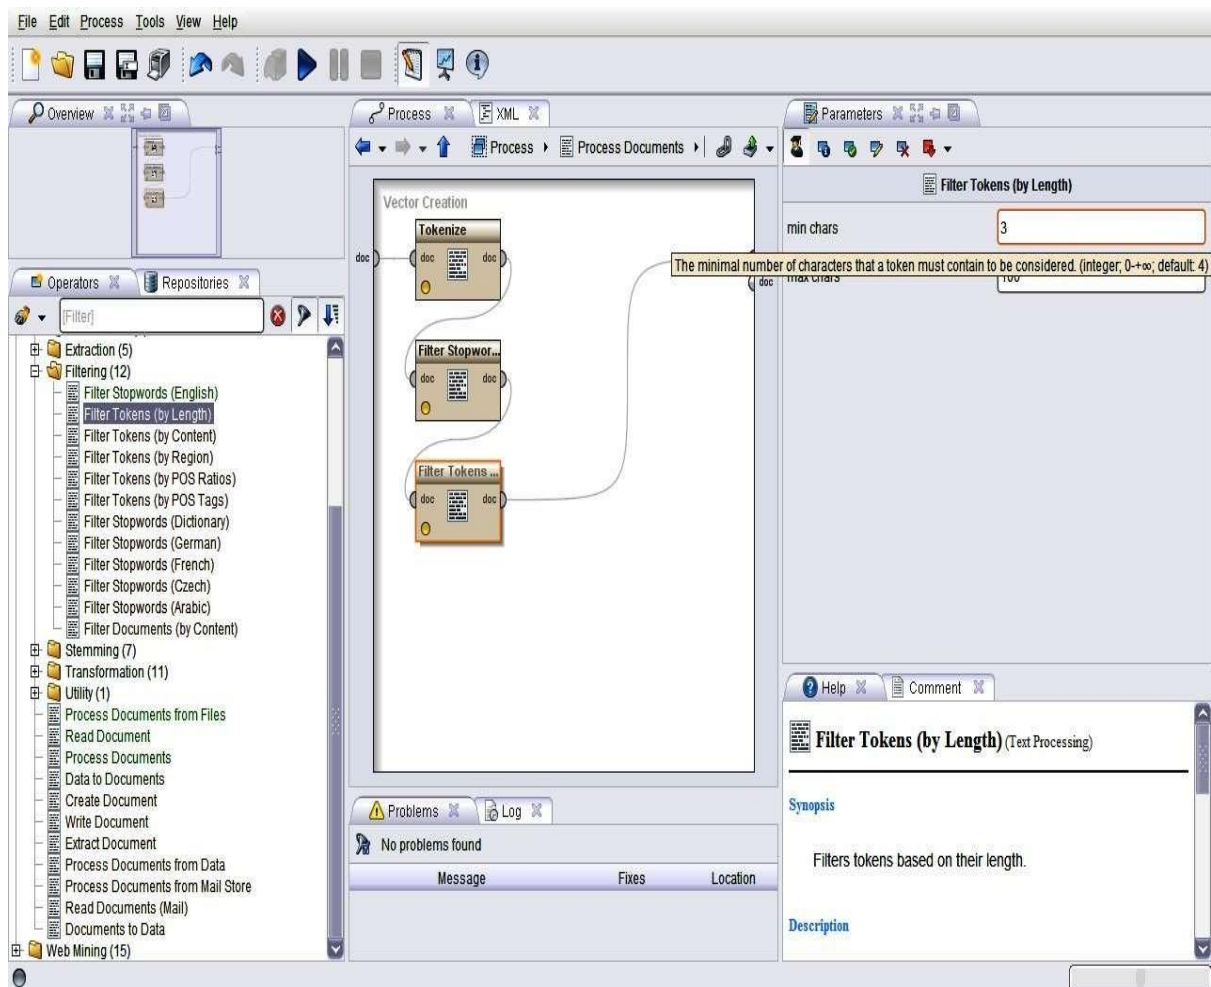 File Edit Process Tools View Help
Overview
Process
XML
Parameters
Process
Process Documents
Filter Tokens (by Length)
Vector Creation
Tokenize
doc
doc
doc
doc
min chars
3
The minimal number of characters that a token must contain to be considered. (integer; 0-+∞; default: 4)
max chars
100
Operators
Repositories
[Filter]
Extraction (5)
Filtering (12)
Filter Stopwords (English)
Filter Tokens (by Length)
Filter Tokens (by Content)
Filter Tokens (by Region)
Filter Tokens (by POS Ratios)
Filter Tokens (by POS Tags)
Filter Stopwords (Dictionary)
Filter Stopwords (German)
Filter Stopwords (French)
Filter Stopwords (Czech)
Filter Stopwords (Arabic)
Filter Documents (by Content)
Stemming (7)
Transformation (11)
Utility (1)
Process Documents from Files
Read Document
Process Documents
Data to Documents
Create Document
Write Document
Extract Document
Process Documents from Data
Process Documents from Mail Store
Read Documents (Mail)
Documents to Data
Web Mining (15)
Filter Stopwor...
doc
doc
Filter Tokens ...
doc
doc
Problems
Log
No problems found
Message
Fixes
Location
Help
Comment
Filter Tokens (by Length) (Text Processing)
Synopsis
Filters tokens based on their length.
Description